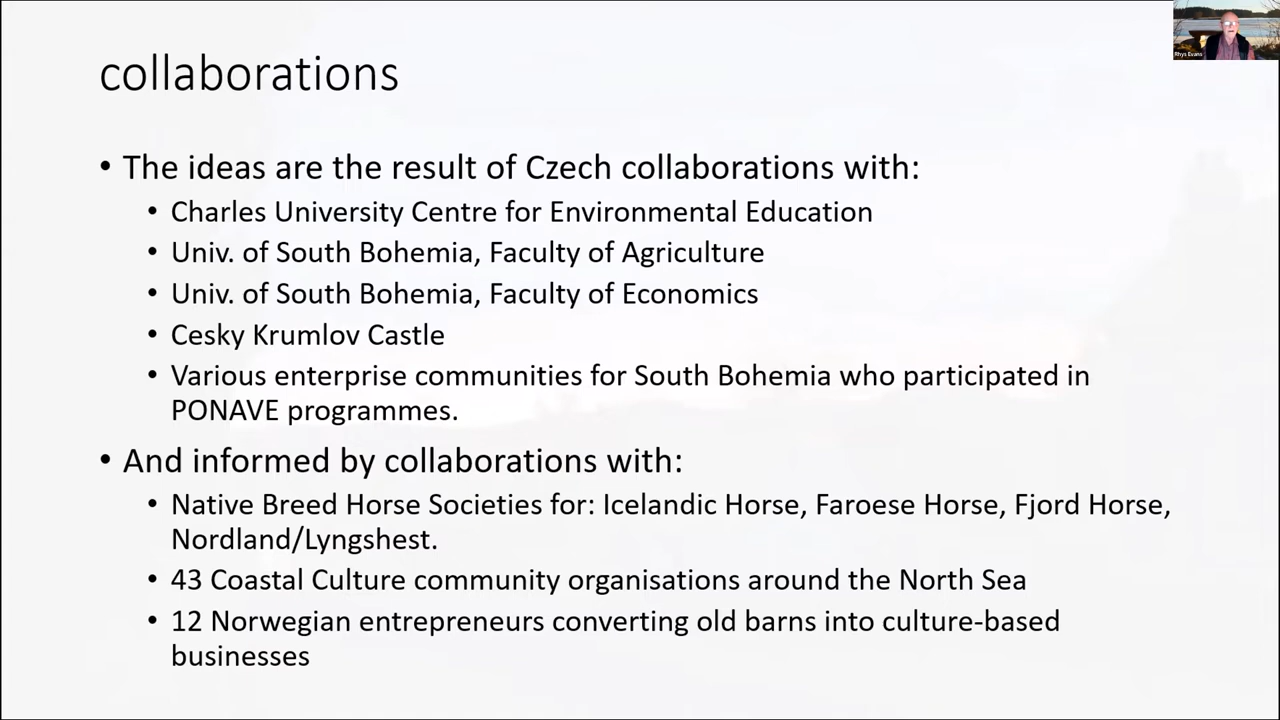 collaborations
• The ideas are the result of Czech collaborations with:
• Charles University Centre for Environmental Education
• Univ. of South Bohemia, Faculty of Agriculture
• Univ. of South Bohemia, Faculty of Economics
• Cesky Krumlov Castle
• Various enterprise communities for South Bohemia who participated in
PONAVE programmes.
• And informed by collaborations with:
• Native Breed Horse Societies for: Icelandic Horse, Faroese Horse, Fjord Horse,
Nordland/Lyngshest.
• 43 Coastal Culture community organisations around the North Sea
• 12 Norwegian entrepreneurs converting old barns into culture-based
businesses
Rhys Evans